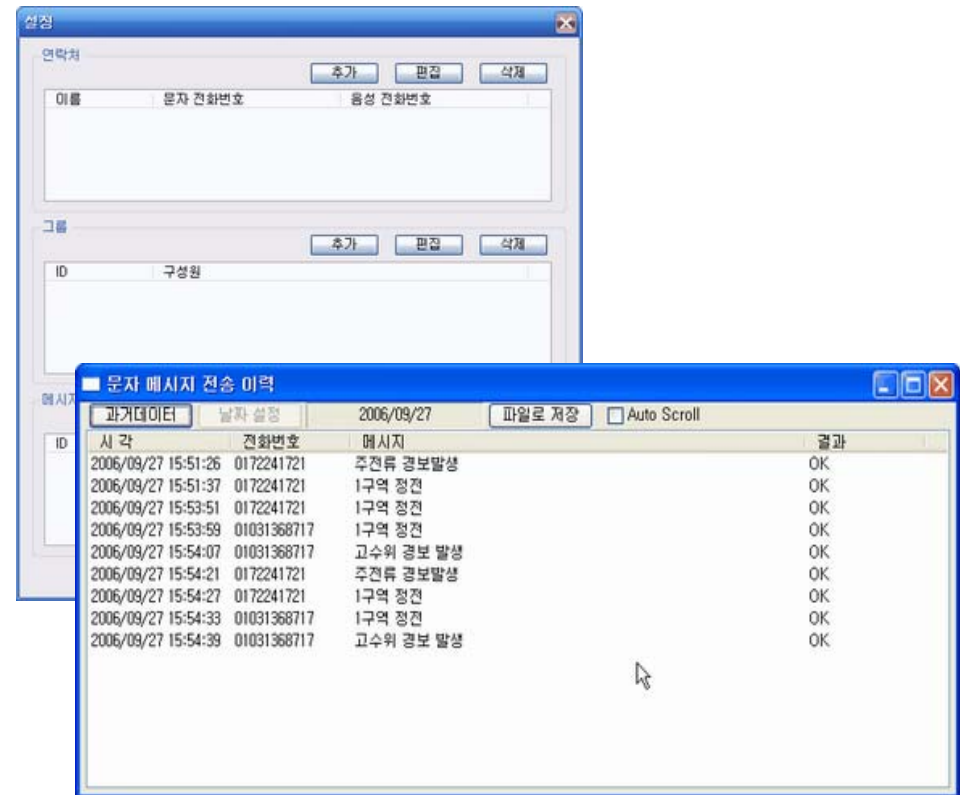 설정
연락처
추가 편집 삭제
이름 문자 전화번호 음성 전화번호
그룹
추가 편집 삭제
ID 구성원
메시지
ID
문자 메시지 전송 이력
과거데이터 날짜 설정 2006/09/27 파일로 저장 Auto Scroll
시 각 전화번호 메시지 결과
2006/09/27 15:51:26 0172241721 주전류 경보발생 OK
2006/09/27 15:51:37 0172241721 1구역 정전 OK
2006/09/27 15:53:51 0172241721 1구역 정전 OK
2006/09/27 15:53:59 01031368717 1구역 정전 OK
2006/09/27 15:54:07 01031368717 고수위 경보 발생 OK
2006/09/27 15:54:21 0172241721 주전류 경보발생 OK
2006/09/27 15:54:27 0172241721 1구역 정전 OK
2006/09/27 15:54:33 01031368717 1구역 정전 OK
2006/09/27 15:54:39 01031368717 고수위 경보 발생 OK